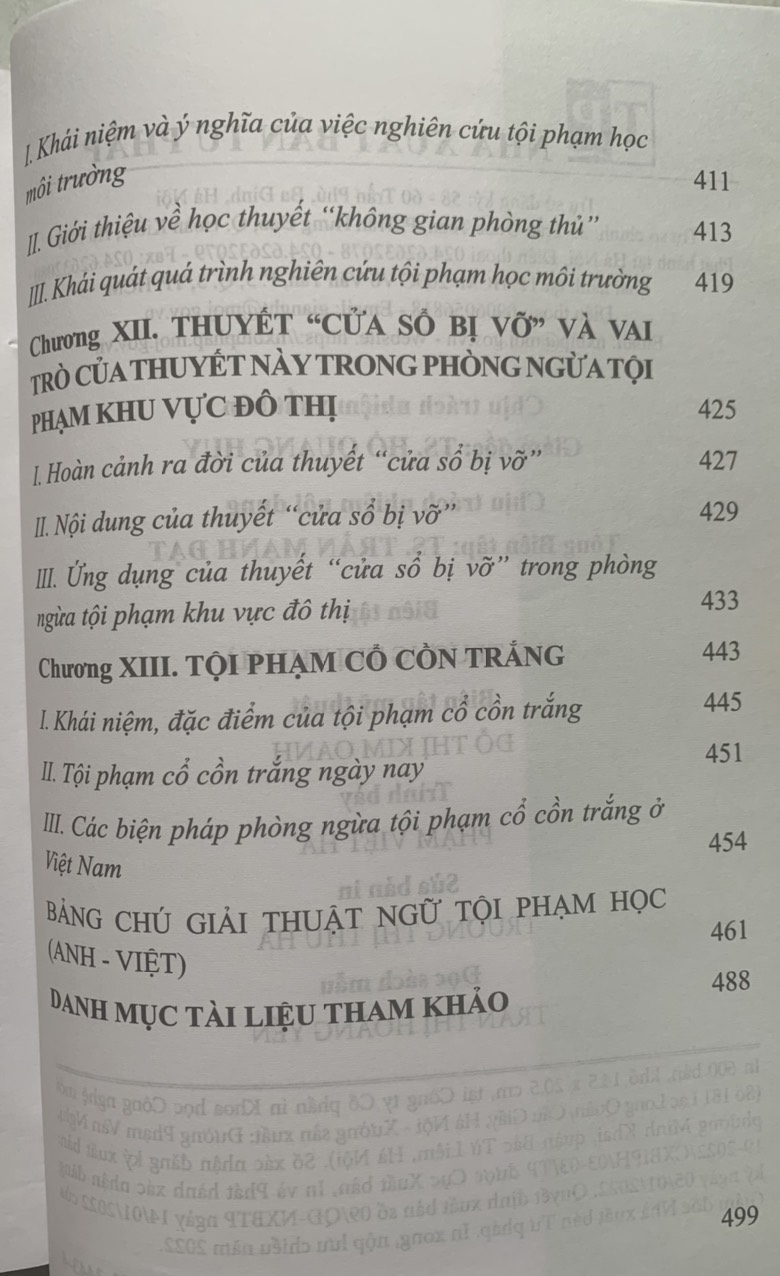 I. Khái niệm và ý nghĩa của việc nghiên cứu tội phạm học
môi trường 411
II. Giới thiệu về học thuyết “không gian phòng thủ” 413
III. Khái quát quá trình nghiên cứu tội phạm học môi trường 419
Chương XII. THUYẾT “CỬA SỔ BỊ VỠ” VÀ VAI
TRÒ CỦA THUYẾT NÀY TRONG PHÒNG NGỪA TỘI
PHẠM KHU VỰC ĐÔ THỊ 425
I. Hoàn cảnh ra đời của thuyết “cửa sổ bị vỡ” 427
II. Nội dung của thuyết “cửa sổ bị vỡ” 429
III. Ứng dụng của thuyết “cửa sổ bị vỡ” trong phòng
ngừa tội phạm khu vực đô thị 433
Chương XIII. TỘI PHẠM CỔ CỒN TRẮNG 443
I. Khái niệm, đặc điểm của tội phạm cổ cồn trắng 445
II. Tội phạm cổ cồn trắng ngày nay 451
III. Các biện pháp phòng ngừa tội phạm cổ cồn trắng ở
Việt Nam 454
BẢNG CHÚ GIẢI THUẬT NGỮ TỘI PHẠM HỌC
(ANH - VIỆT) 461
DANH MỤC TÀI LIỆU THAM KHẢO 488
499